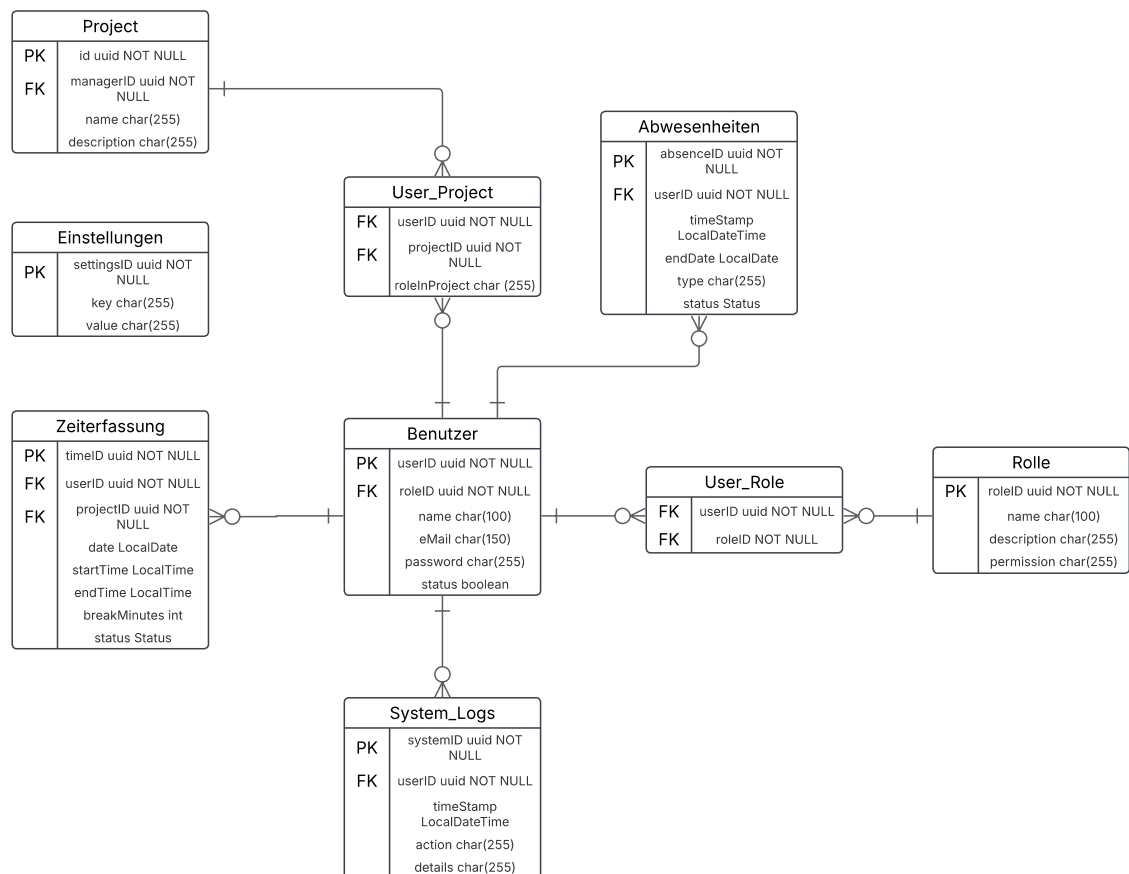 Project
PK id uuid NOT NULL
FK managerID uuid NOT
NULL
name char(255)
description char(255)
Abwesenheiten
PK absenceID uuid NOT
NULL
FK userID uuid NOT NULL
timeStamp
LocalDateTime
endDate LocalDate
type char(255)
status Status
User_Project
FK userID uuid NOT NULL
FK projectID uuid NOT
NULL
roleInProject char (255)
Einstellungen
PK settingsID uuid NOT
NULL
key char(255)
value char(255)
Zeiterfassung
PK timeID uuid NOT NULL
FK userID uuid NOT NULL
FK projectID uuid NOT
NULL
date LocalDate
startTime LocalTime
endTime LocalTime
breakMinutes int
status Status
Benutzer
PK userID uuid NOT NULL
FK roleID uuid NOT NULL
name char(100)
eMail char(150)
password char(255)
status boolean
User_Role
FK userID uuid NOT NULL
FK roleID NOT NULL
Rolle
PK roleID uuid NOT NULL
name char(100)
description char(255)
permission char(255)
System_Logs
PK systemID uuid NOT
NULL
FK userID uuid NOT NULL
timeStamp
LocalDateTime
action char(255)
details char(255)